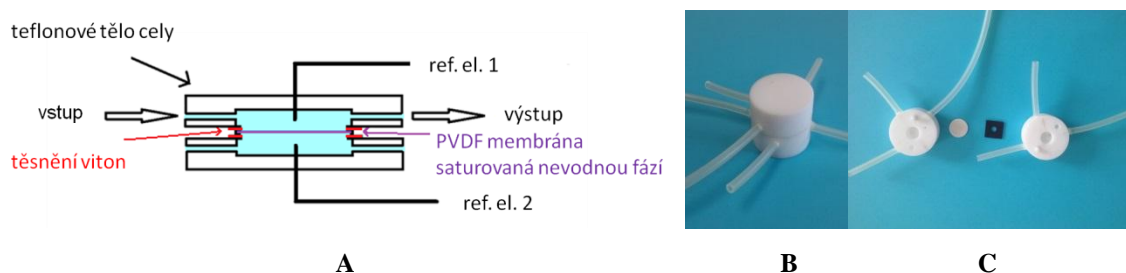 teflonové tělo cely
ref. el. 1
vstup
výstup
těsnění viton
PVDF membrána
saturovaná nevodnou fází
ref. el. 2
A
B
C